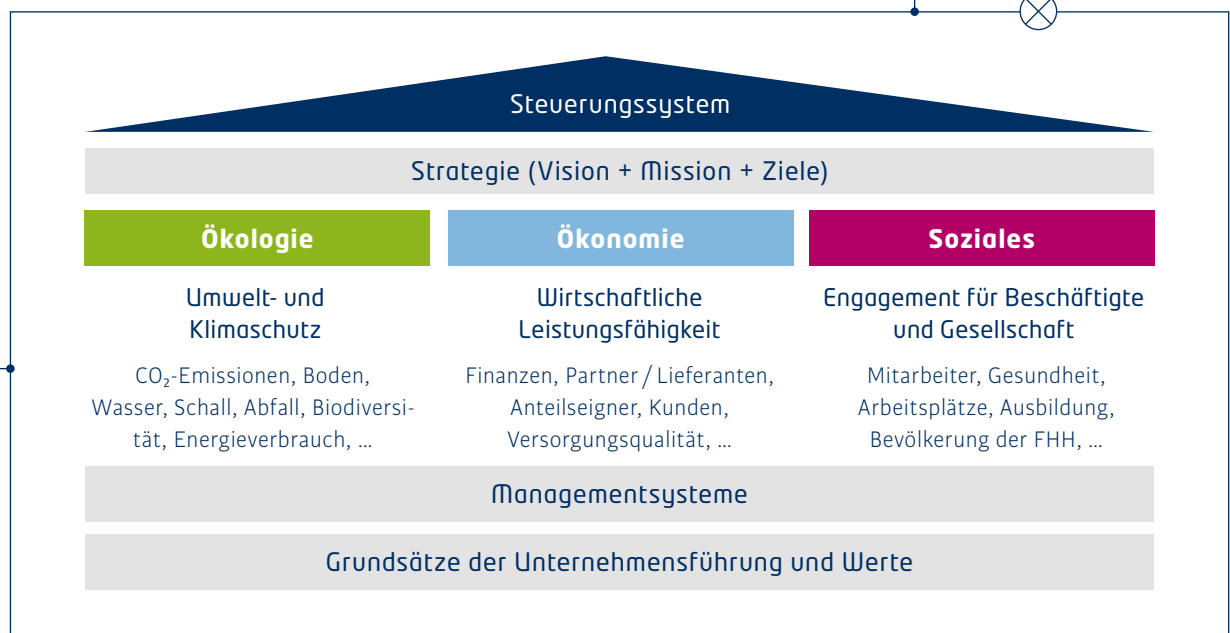 Steuerungssystem
Strategie (Vision + Mission + Ziele)
Ökologie
Umwelt- und
Klimaschutz
CO₂-Emissionen, Boden,
Wasser, Schall, Abfall, Biodiversi-
tät, Energieverbrauch, ...
Ökonomie
Wirtschaftliche
Leistungsfähigkeit
Finanzen, Partner / Lieferanten,
Anteilseigner, Kunden,
Versorgungsqualität, ...
Soziales
Engagement für Beschäftigte
und Gesellschaft
Mitarbeiter, Gesundheit,
Arbeitsplätze, Ausbildung,
Bevölkerung der FHH, ...
Managementsysteme
Grundsätze der Unternehmensführung und Werte